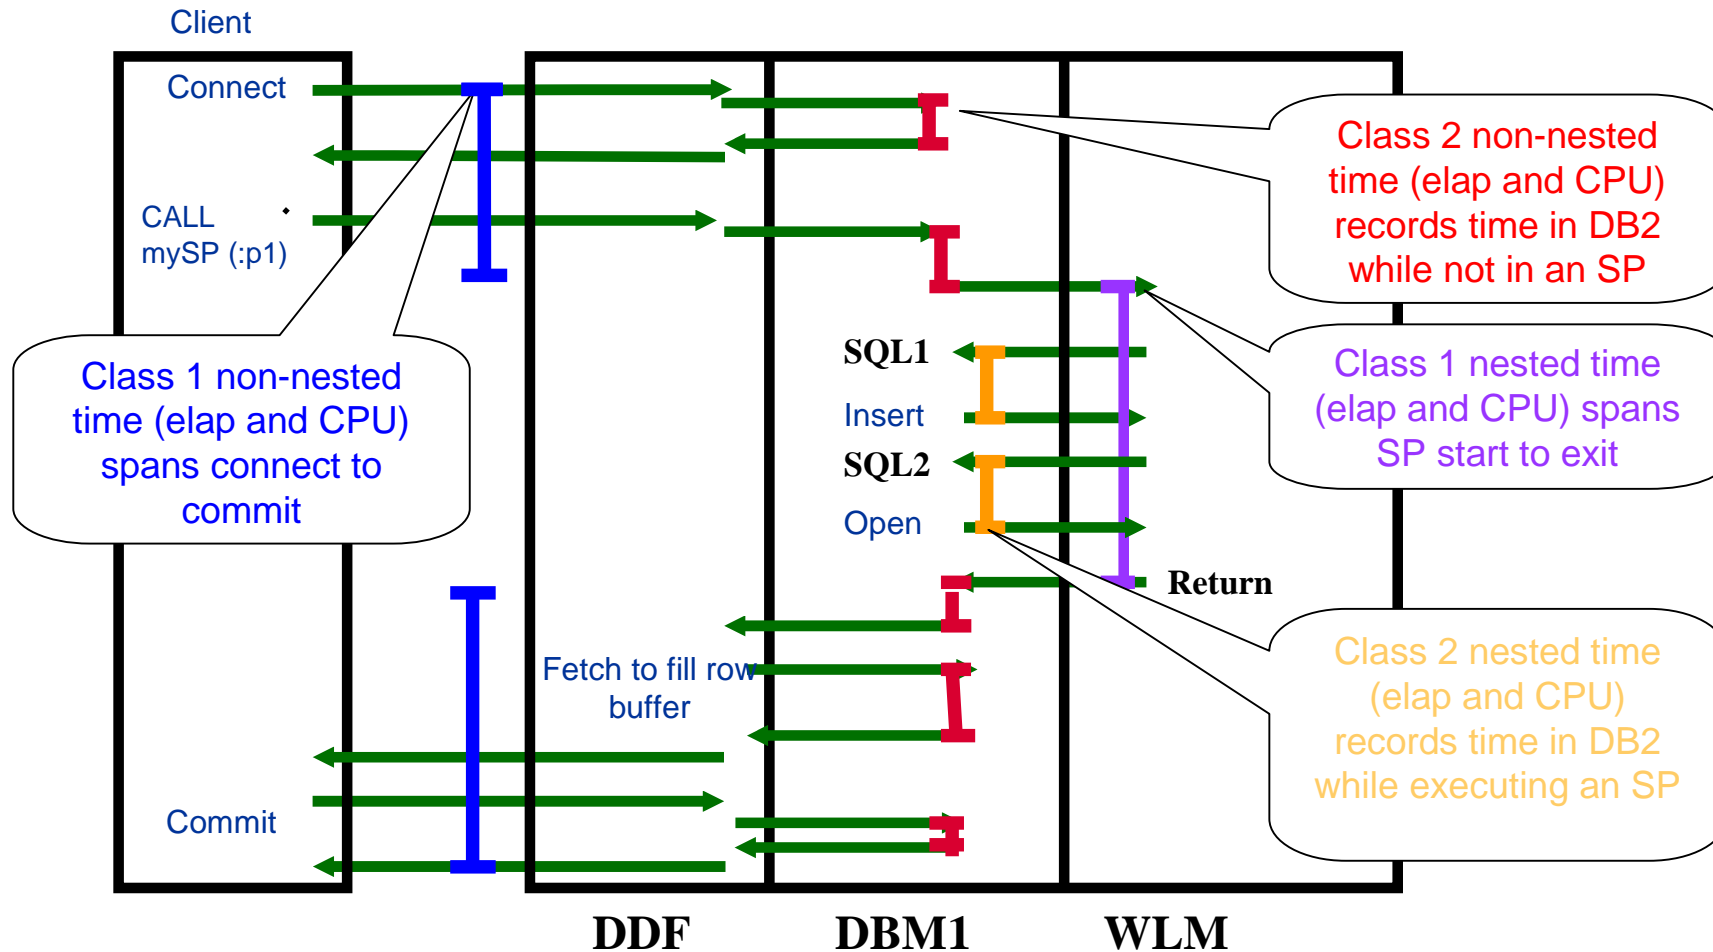 Client
Connect
CALL
mySP (:p1)
Class 1 non-nested
time (elap and CPU)
spans connect to
commit
Class 2 non-nested
time (elap and CPU)
records time in DB2
while not in an SP
SQL1
Insert
SQL2
Open
Class 1 nested time
(elap and CPU) spans
SP start to exit
Return
Fetch to fill row
buffer
Class 2 nested time
(elap and CPU)
records time in DB2
while executing an SP
Commit
DDF
DBM1
WLM